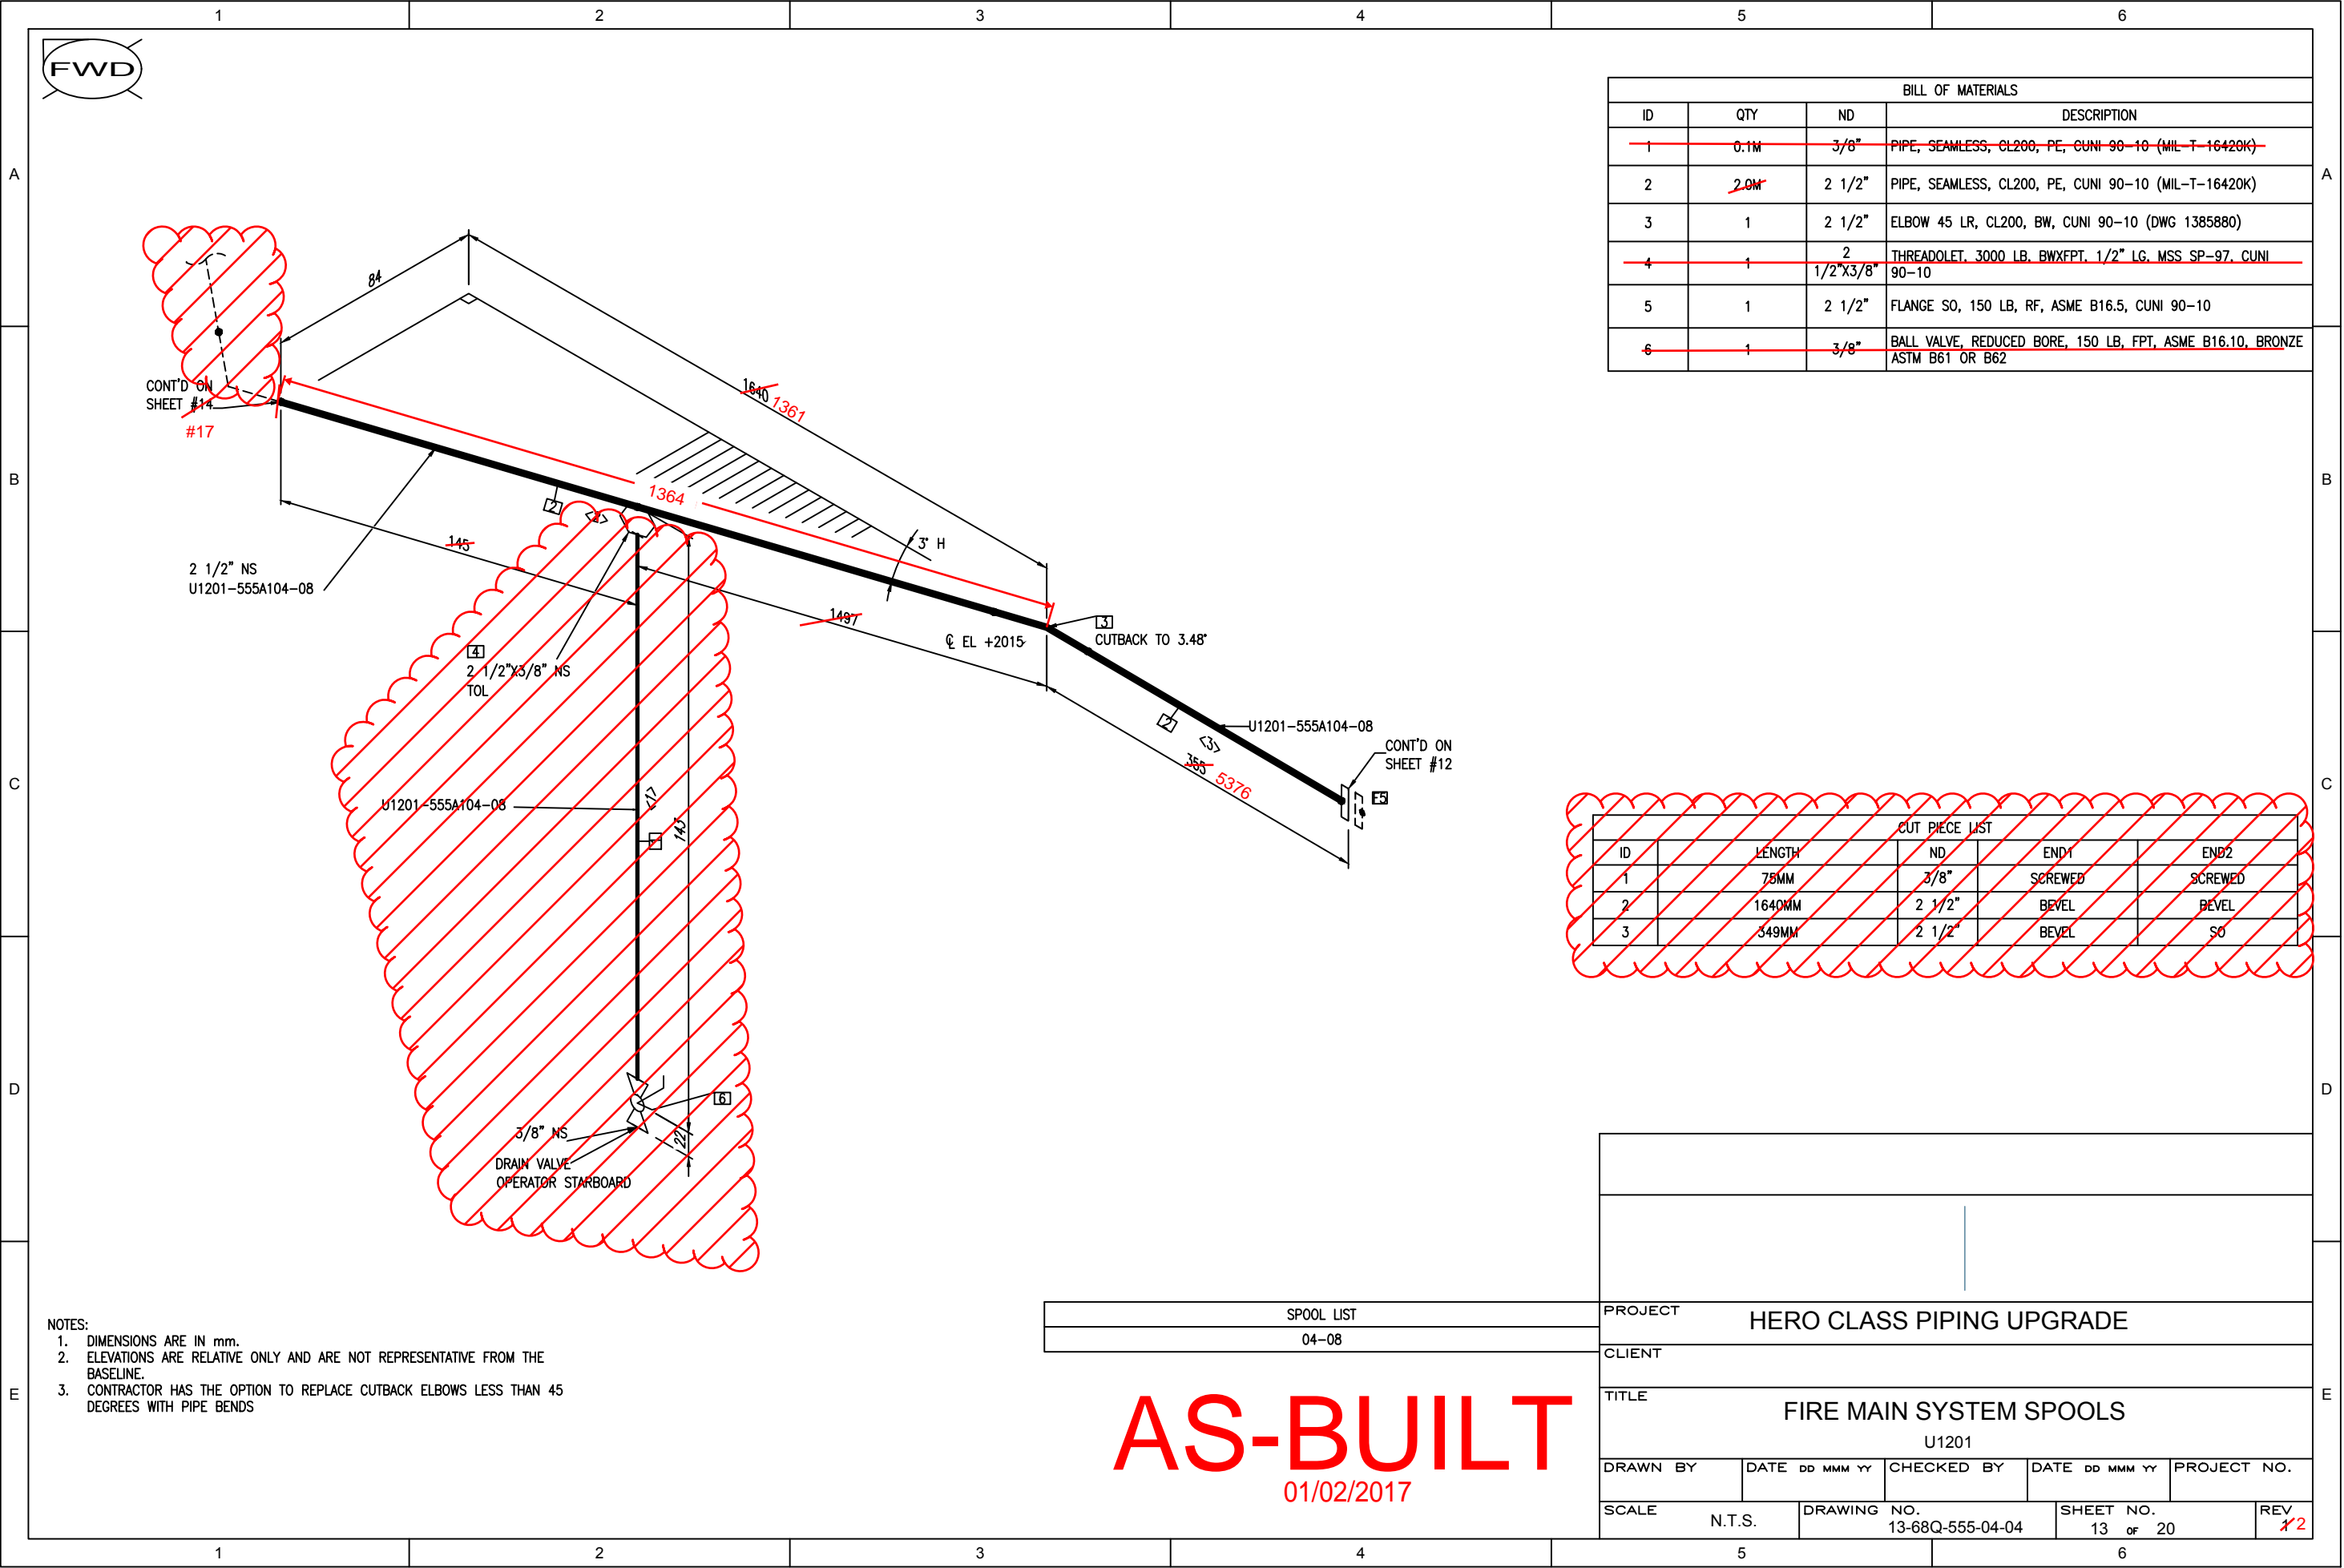 1 2 3 4 5 6
FWD
A A
B B
C C
D D
E E
BILL OF MATERIALS
ID QTY ND DESCRIPTION
1 0.1M 3/8" PIPE, SEAMLESS, CL200, PE, CUNI 90-10 (MIL-T-16420K)
2 2.0M 2 1/2" PIPE, SEAMLESS, CL200, PE, CUNI 90-10 (MIL-T-16420K)
3 1 2 1/2" ELBOW 45 LR, CL200, BW, CUNI 90-10 (DWG 1385880)
4 1 2 1/2"X3/8" THREADOLET, 3000 LB, BWXFPT, 1/2" LG, MSS SP-97, CUNI
90-10
5 1 2 1/2" FLANGE SO, 150 LB, RF, ASME B16.5, CUNI 90-10
6 1 3/8" BALL VALVE, REDUCED BORE, 150 LB, FPT, ASME B16.10, BRONZE
ASTM B61 OR B62
84
1640 1361
CONT'D ON
SHEET #14
#17
1364
2
<2>
145
3° H
2 1/2" NS
U1201-555A104-08
1497
℄ EL +2015
3
CUTBACK TO 3.48°
4
2 1/2"X3/8" NS
TOL
2
<3>
U1201-555A104-08
355 5376
CONT'D ON
SHEET #12
F5
U1201-555A104-08
<1>
1
143
6
22
3/8" NS
DRAIN VALVE
OPERATOR STARBOARD
CUT PIECE LIST
ID LENGTH ND END1 END2
1 75MM 3/8" SCREWED SCREWED
2 1640MM 2 1/2" BEVEL BEVEL
3 349MM 2 1/2" BEVEL SO
NOTES:
1. DIMENSIONS ARE IN mm.
2. ELEVATIONS ARE RELATIVE ONLY AND ARE NOT REPRESENTATIVE FROM THE
BASELINE.
3. CONTRACTOR HAS THE OPTION TO REPLACE CUTBACK ELBOWS LESS THAN 45
DEGREES WITH PIPE BENDS
SPOOL LIST
04-08
AS-BUILT
01/02/2017
PROJECT HERO CLASS PIPING UPGRADE
CLIENT
TITLE
FIRE MAIN SYSTEM SPOOLS
U1201
DRAWN BY DATE DD MMM YY CHECKED BY DATE DD MMM YY PROJECT NO.
SCALE N.T.S. DRAWING NO. 13-68Q-555-04-04 SHEET NO. 13 OF 20 REV 1 2
1 2 3 4 5 6